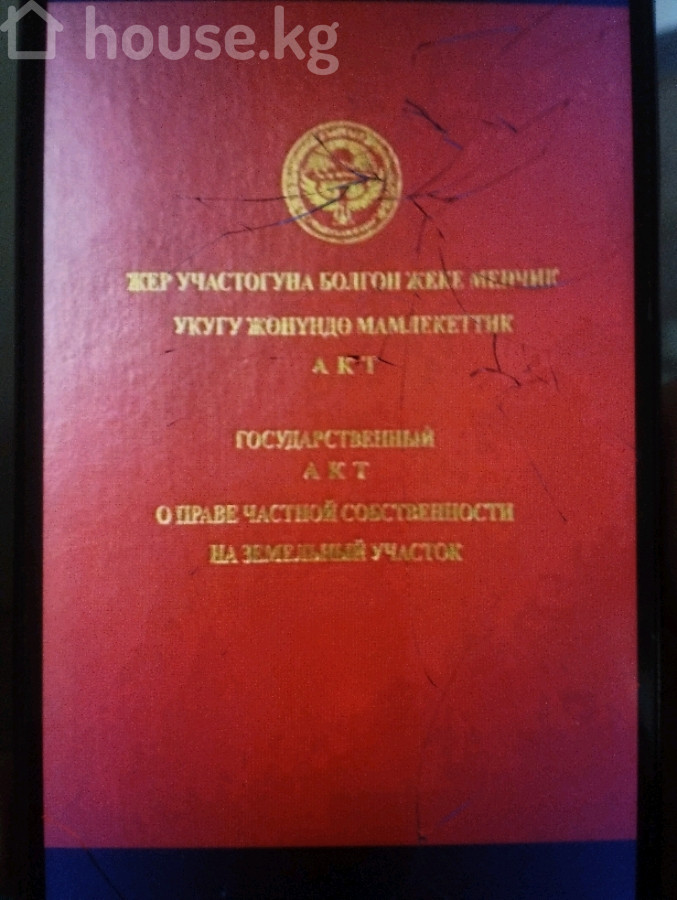 house.kg
ЖЕР УЧАСТОГУНА БОЛГОН ЖЕКЕ МЕНЧИК
УКУГУ ЖӨНҮНДӨ МАМЛЕКЕТТИК
АКТ
ГОСУДАРСТВЕННЫЙ
АКТ
О ПРАВЕ ЧАСТНОЙ СОБСТВЕННОСТИ
НА ЗЕМЕЛЬНЫЙ УЧАСТОК